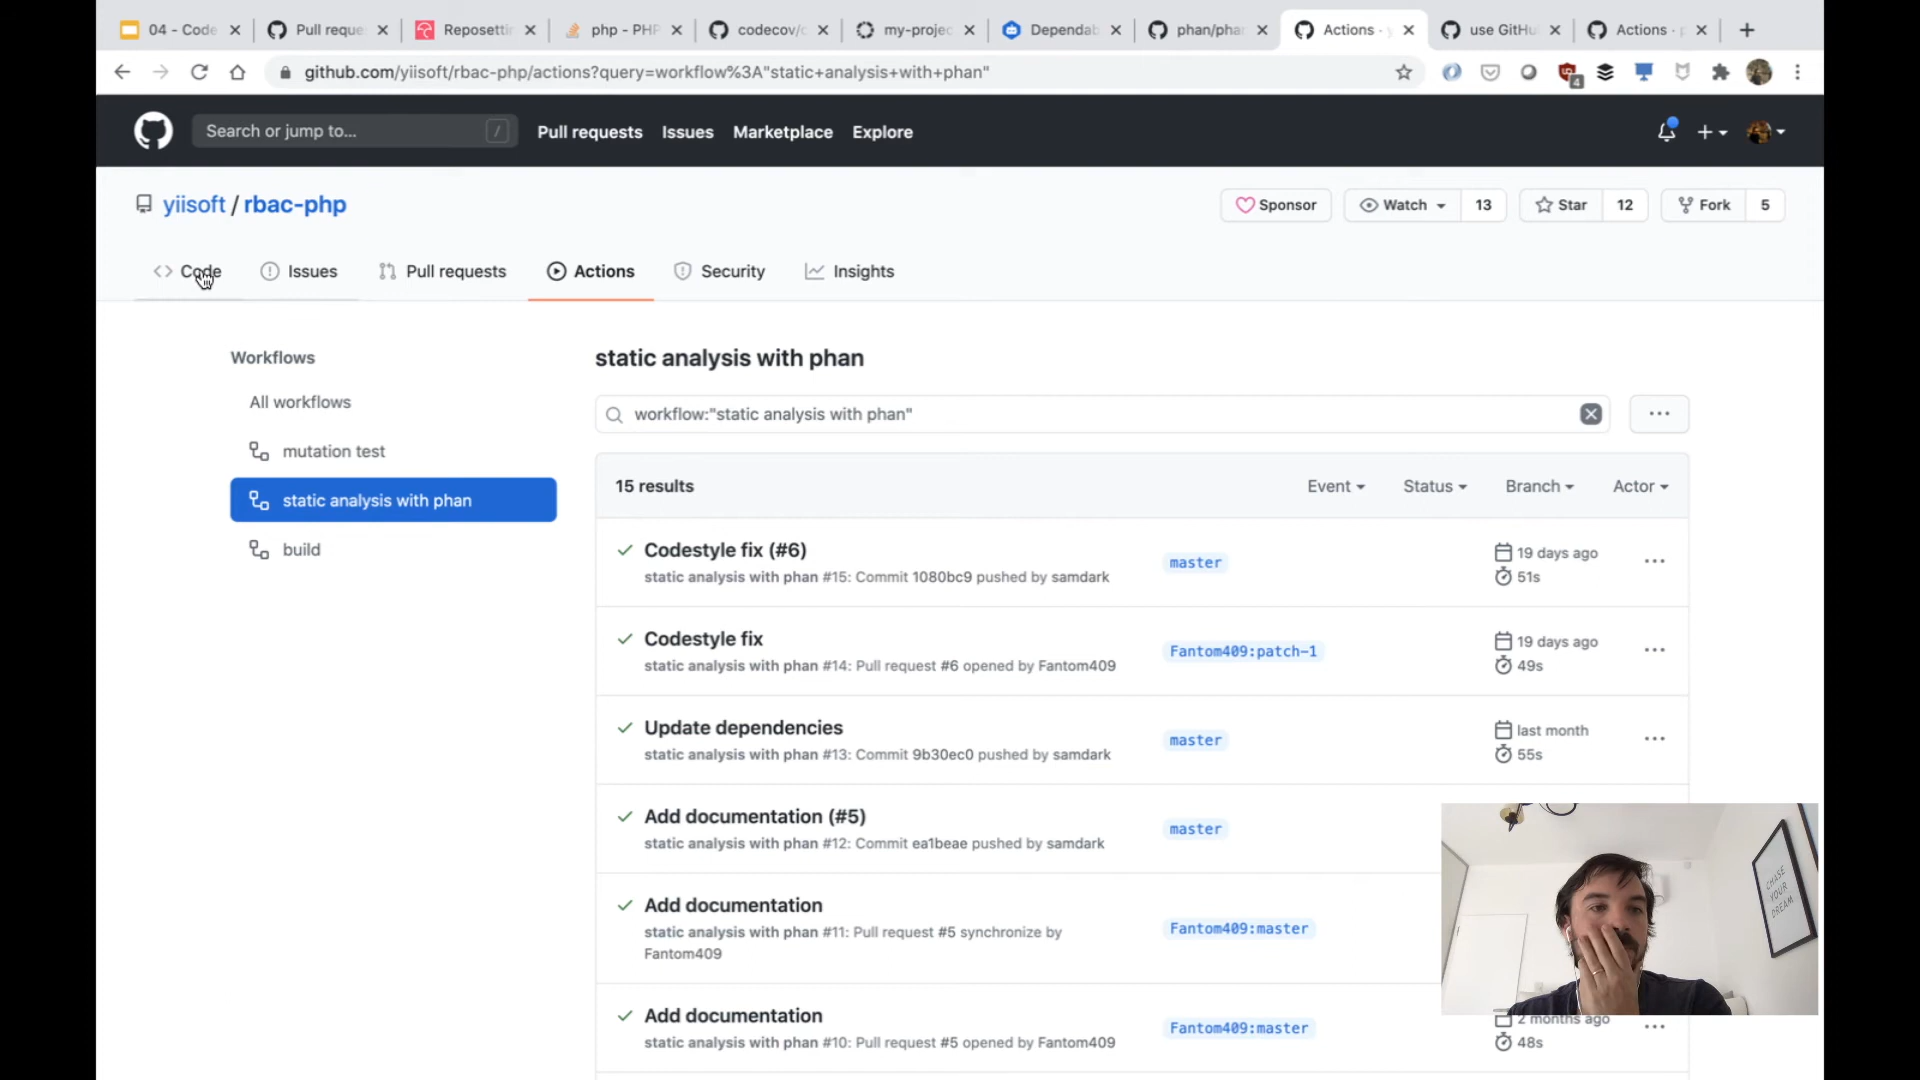 04 - Code
Pull reque
Reposettin
php - PHP
codecov/c
my-projec
Dependab
phan/phan
Actions - y
use GitHu
Actions - p
github.com/yiisoft/rbac-php/actions?query=workflow%3A"static+analysis+with+phan"
4
Search or jump to... /
Pull requests
Issues
Marketplace
Explore
yiisoft / rbac-php
Sponsor
Watch 13
Star 12
Fork 5
Code
Issues
Pull requests
Actions
Security
Insights
Workflows
All workflows
mutation test
static analysis with phan
build
static analysis with phan
workflow:"static analysis with phan"
15 results
Event
Status
Branch
Actor
Codestyle fix (#6)
static analysis with phan #15: Commit 1080bc9 pushed by samdark
master
19 days ago
51s
Codestyle fix
static analysis with phan #14: Pull request #6 opened by Fantom409
Fantom409:patch-1
19 days ago
49s
Update dependencies
static analysis with phan #13: Commit 9b30ec0 pushed by samdark
master
last month
55s
Add documentation (#5)
static analysis with phan #12: Commit ea1beae pushed by samdark
master
Add documentation
static analysis with phan #11: Pull request #5 synchronize by
Fantom409
Fantom409:master
Add documentation
static analysis with phan #10: Pull request #5 opened by Fantom409
Fantom409:master
2 months ago
48s
CHASE
YOUR
DREAM